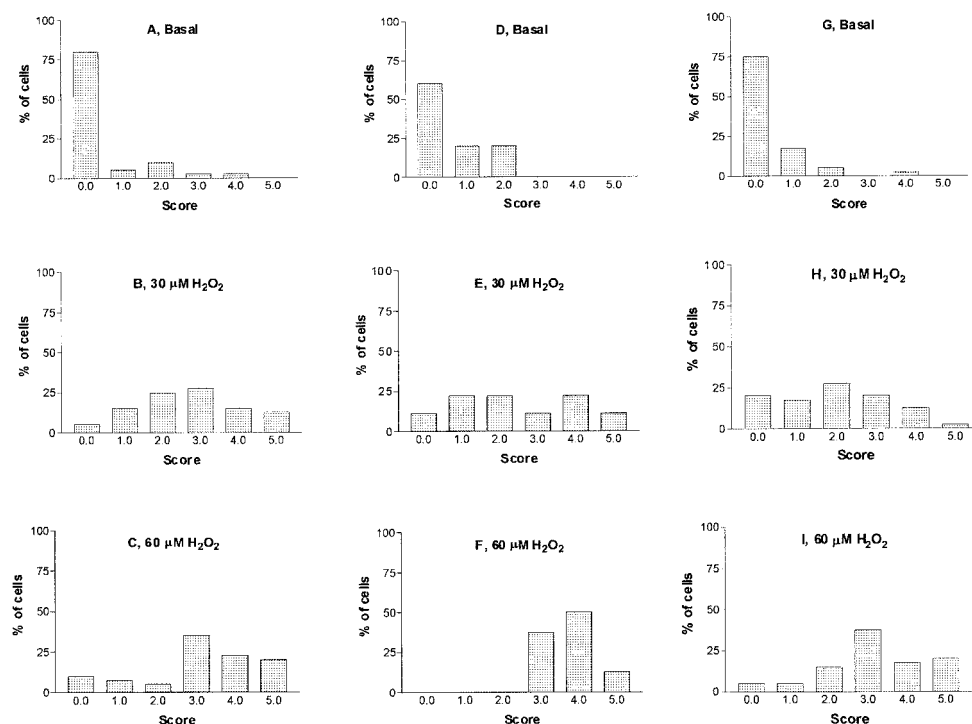 A, Basal
% of cells
100
75
50
25
0
0.0 1.0 2.0 3.0 4.0 5.0
Score
D, Basal
% of cells
100
75
50
25
0
0.0 1.0 2.0 3.0 4.0 5.0
Score
G, Basal
% of cells
100
75
50
25
0
0.0 1.0 2.0 3.0 4.0 5.0
Score
B, 30 µM H₂O₂
% of cells
100
75
50
25
0
0.0 1.0 2.0 3.0 4.0 5.0
Score
E, 30 µM H₂O₂
% of cells
100
75
50
25
0
0.0 1.0 2.0 3.0 4.0 5.0
Score
H, 30 µM H₂O₂
% of cells
100
75
50
25
0
0.0 1.0 2.0 3.0 4.0 5.0
Score
C, 60 µM H₂O₂
% of cells
100
75
50
25
0
0.0 1.0 2.0 3.0 4.0 5.0
Score
F, 60 µM H₂O₂
% of cells
100
75
50
25
0
0.0 1.0 2.0 3.0 4.0 5.0
Score
I, 60 µM H₂O₂
% of cells
100
75
50
25
0
0.0 1.0 2.0 3.0 4.0 5.0
Score